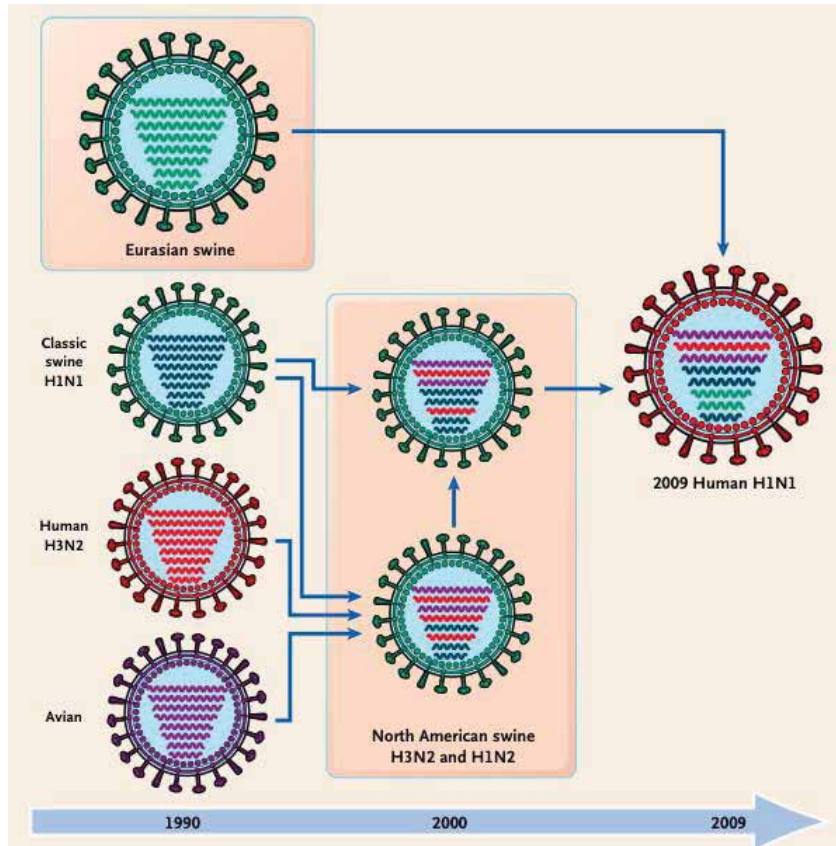 Eurasian swine
Classic
swine
H1N1
2009 Human H1N1
Human
H3N2
Avian
North American swine
H3N2 and H1N2
1990
2000
2009